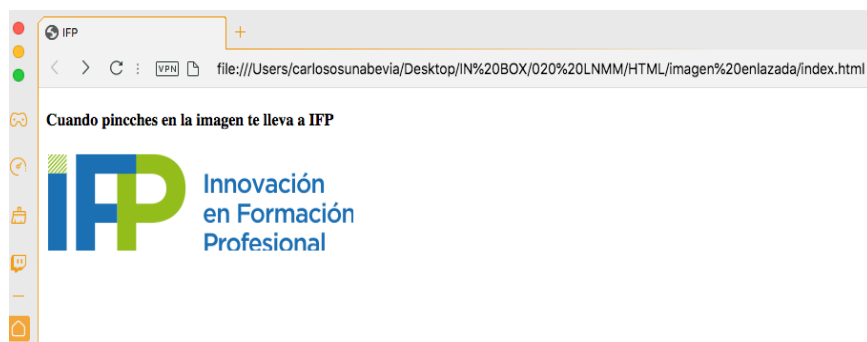 IFP
VPN file:///Users/carlososunabevia/Desktop/IN%20BOX/020%20LNMM/HTML/imagen%20enlazada/index.html
Cuando pincches en la imagen te lleva a IFP
iFP
Innovación
en Formación
Profesional